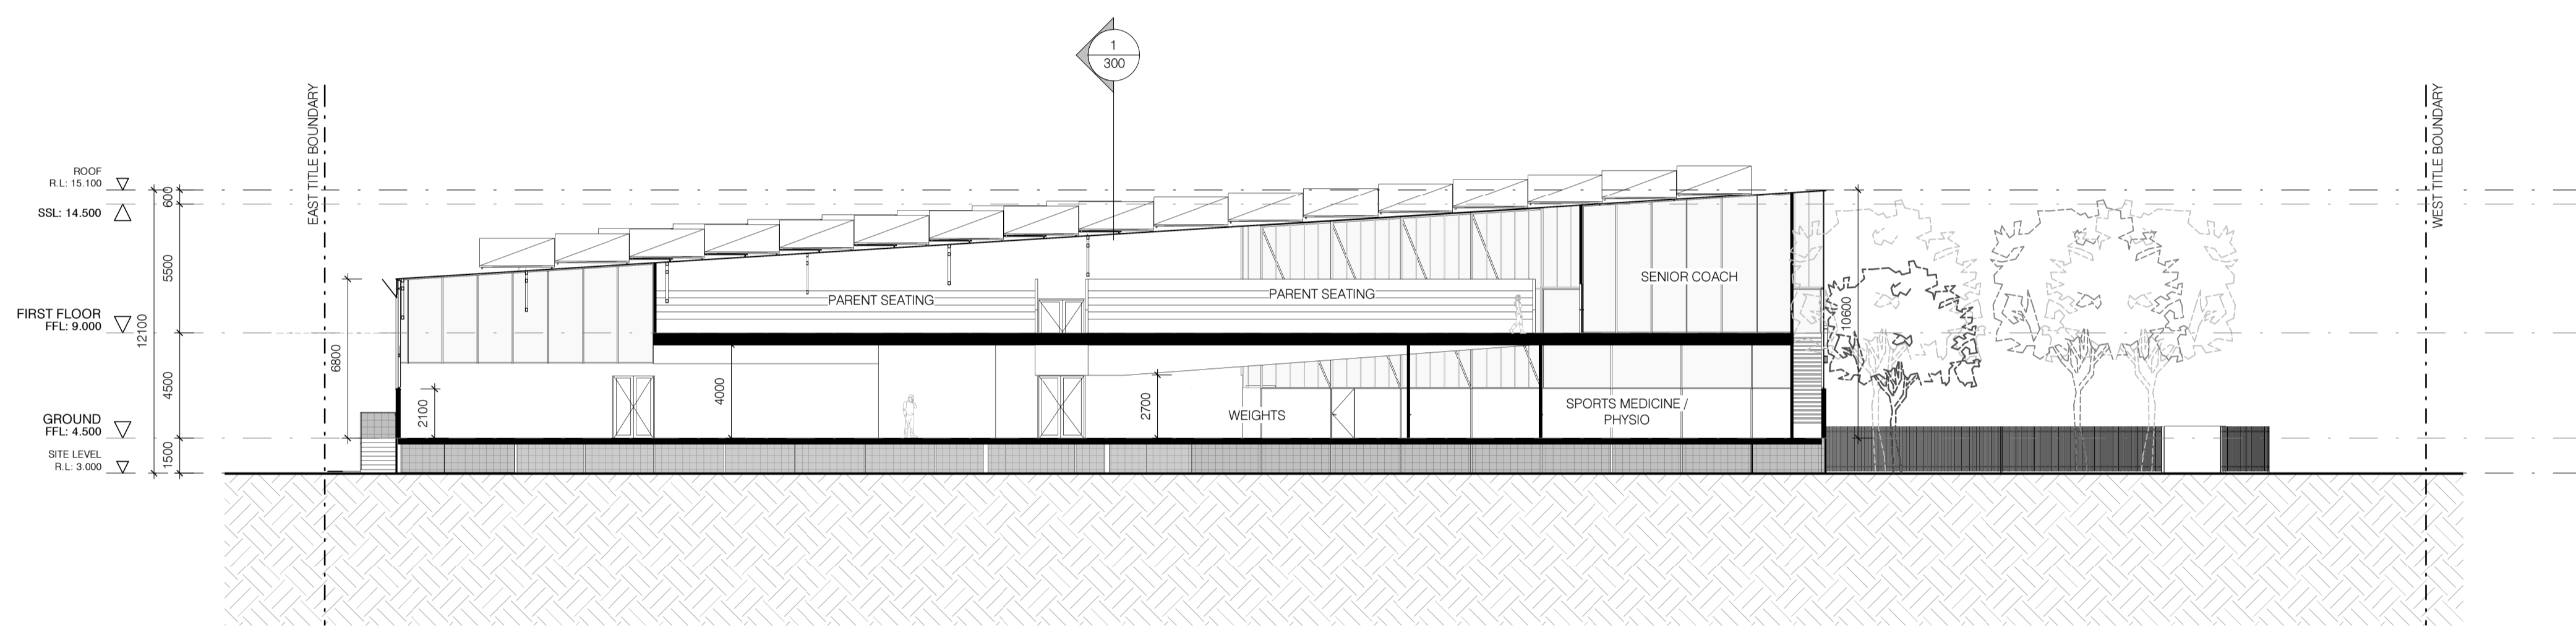 1
300
EAST TITLE BOUNDARY
WEST TITLE BOUNDARY
ROOF
R.L: 15.100
SSL: 14.500
FIRST FLOOR
FFL: 9.000
GROUND
FFL: 4.500
SITE LEVEL
R.L: 3.000
12100
600
5500
4500
1500
6800
2100
4000
2700
10600
PARENT SEATING
PARENT SEATING
SENIOR COACH
WEIGHTS
SPORTS MEDICINE /
PHYSIO